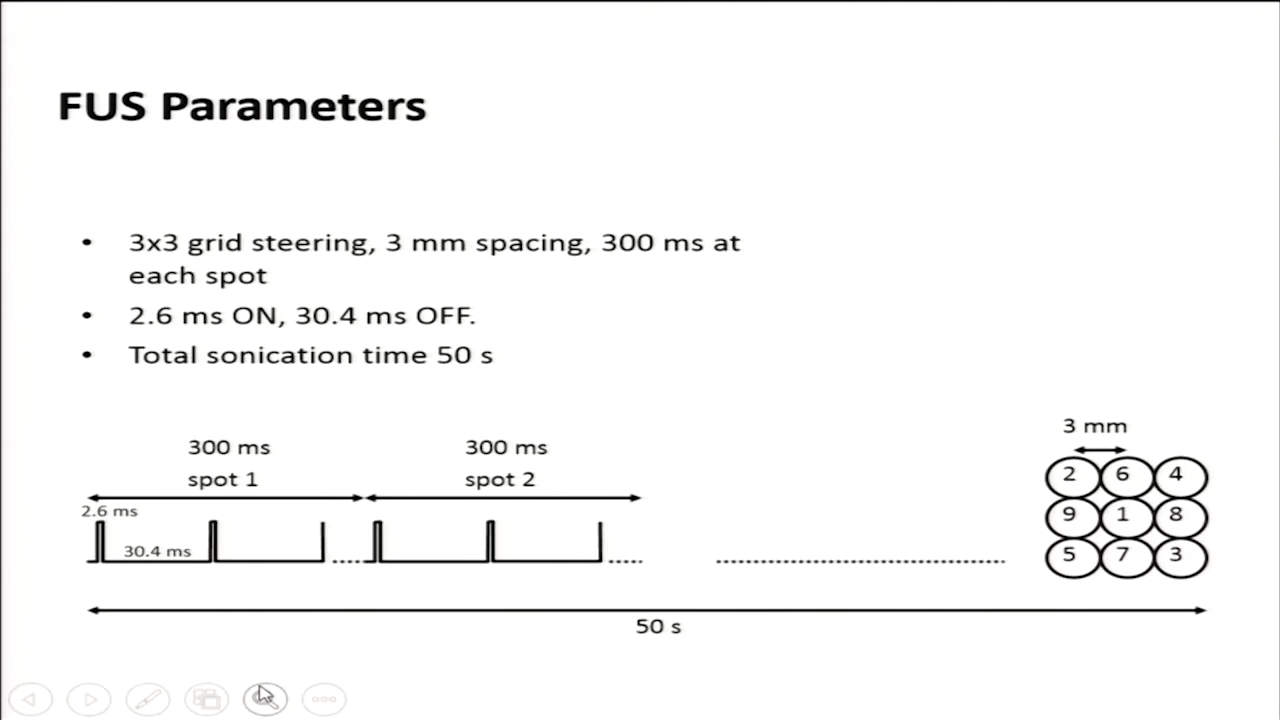 FUS Parameters
• 3x3 grid steering, 3 mm spacing, 300 ms at
each spot
• 2.6 ms ON, 30.4 ms OFF.
• Total sonication time 50 s
300 ms
spot 1
300 ms
spot 2
2.6 ms
30.4 ms
50 s
3 mm
2 6 4
9 1 8
5 7 3